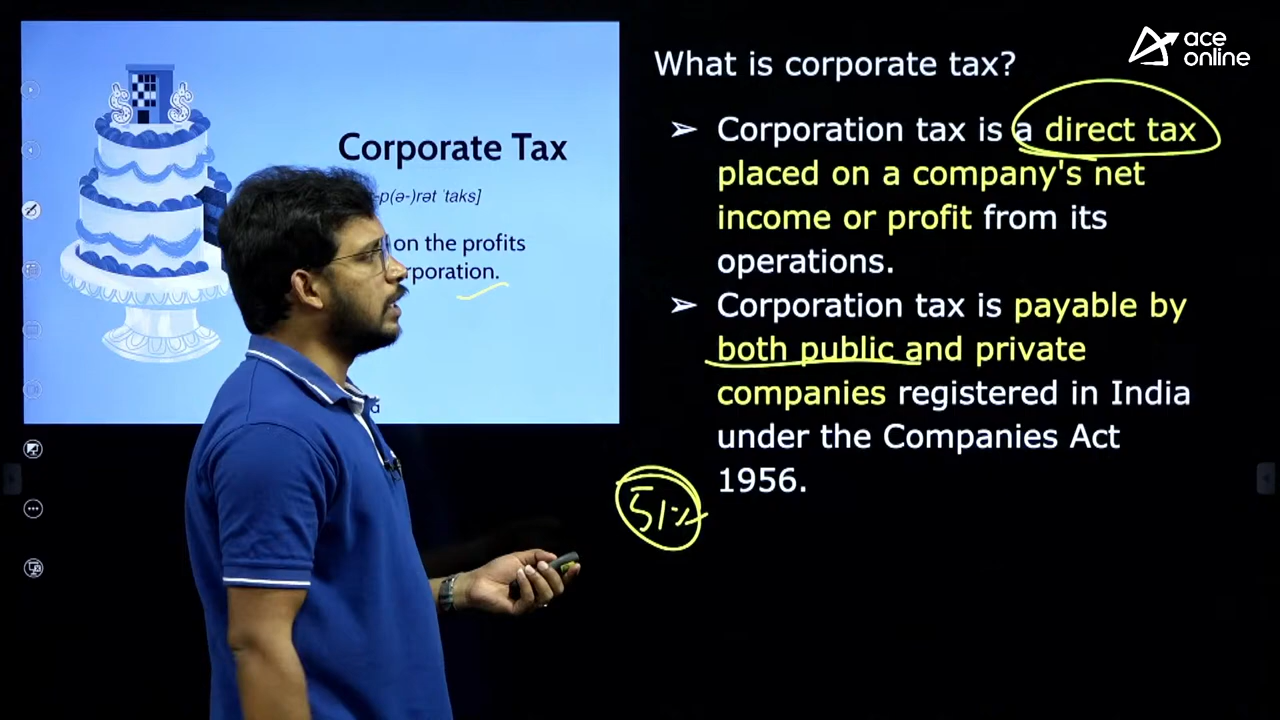 ace
online
What is corporate tax?
Corporate Tax
➢ Corporation tax is a direct tax
placed on a company's net
income or profit from its
operations.
➢ Corporation tax is payable by
both public and private
companies registered in India
under the Companies Act
1956.
p(ə-)rət ˈtaks]
on the profits
51%